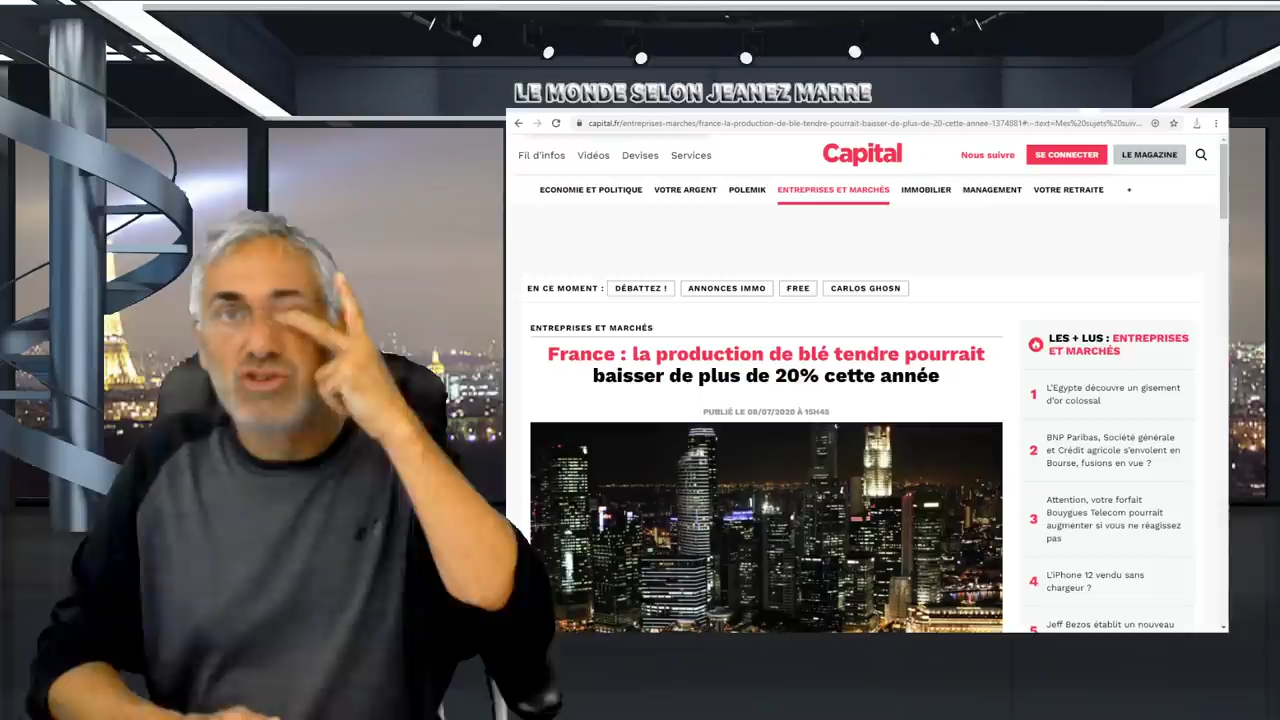 LE MONDE SELON JEANEZ MARRE
capital.fr/entreprises-marches/france-la-production-de-ble-tendre-pourrait-baisser-de-plus-de-20-cette-annee-1374881#:~:text=Mes%20sujets%20suiv...
Fil d'infos Vidéos Devises Services
Capital
Nous suivre SE CONNECTER LE MAGAZINE
ECONOMIE ET POLITIQUE VOTRE ARGENT POLEMIK ENTREPRISES ET MARCHÉS IMMOBILIER MANAGEMENT VOTRE RETRAITE +
EN CE MOMENT : DÉBATTEZ ! ANNONCES IMMO FREE CARLOS GHOSN
ENTREPRISES ET MARCHÉS
France : la production de blé tendre pourrait
baisser de plus de 20% cette année
PUBLIÉ LE 08/07/2020 À 15H45
LES + LUS : ENTREPRISES
ET MARCHÉS
1 L'Egypte découvre un gisement
d'or colossal
2 BNP Paribas, Société générale
et Crédit agricole s'envolent en
Bourse, fusions en vue ?
3 Attention, votre forfait
Bouygues Telecom pourrait
augmenter si vous ne réagissez
pas
4 L'iPhone 12 vendu sans
chargeur ?
5 Jeff Bezos établit un nouveau